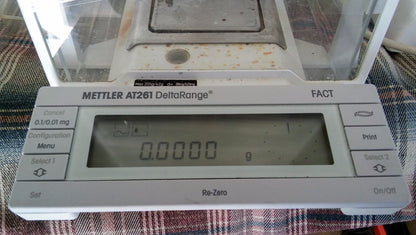 METTLER AT261 DeltaRange®
FACT
Cancel
0.1/0.01 mg
Configuration
Menu
Select 1
Set
0.0000 g
Re-Zero
Print
Select 2
On/Off